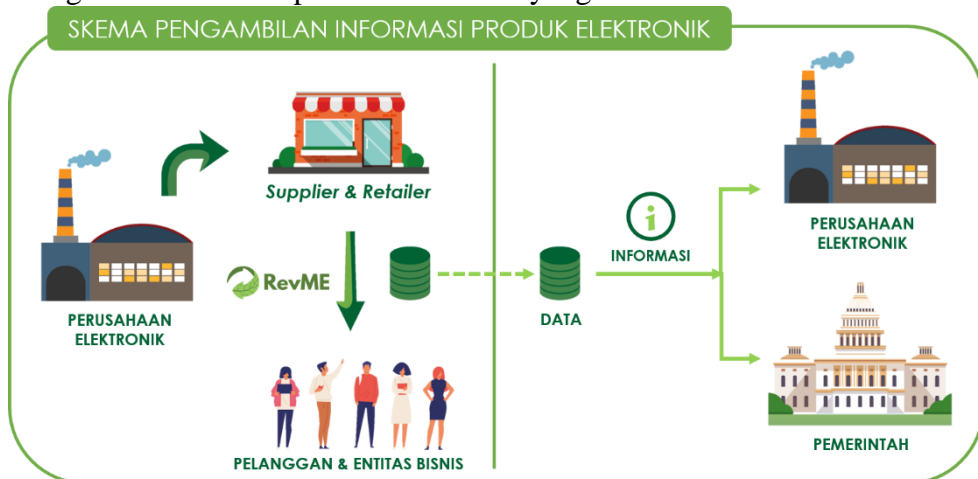 SKEMA PENGAMBILAN INFORMASI PRODUK ELEKTRONIK
PERUSAHAAN
ELEKTRONIK
Supplier & Retailer
RevME
PELANGGAN & ENTITAS BISNIS
DATA
i
INFORMASI
PERUSAHAAN
ELEKTRONIK
PEMERINTAH